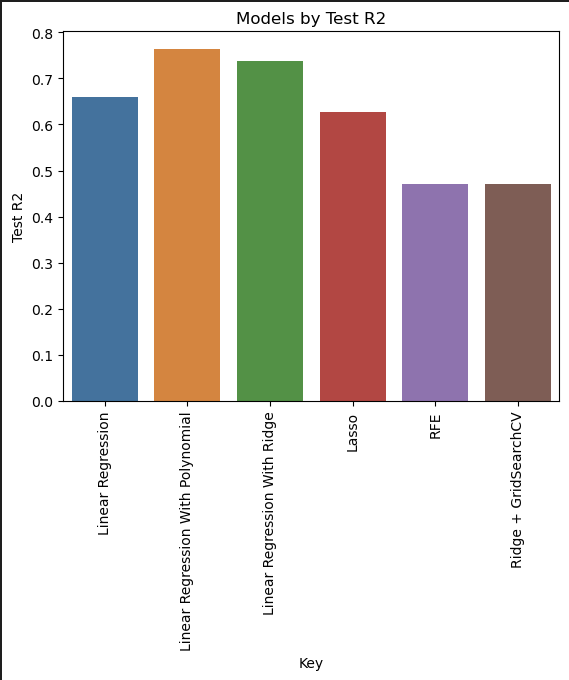 Models by Test R2
Test R2
0.8
0.7
0.6
0.5
0.4
0.3
0.2
0.1
0.0
Linear Regression
Linear Regression With Polynomial
Linear Regression With Ridge
Lasso
RFE
Ridge + GridSearchCV
Key